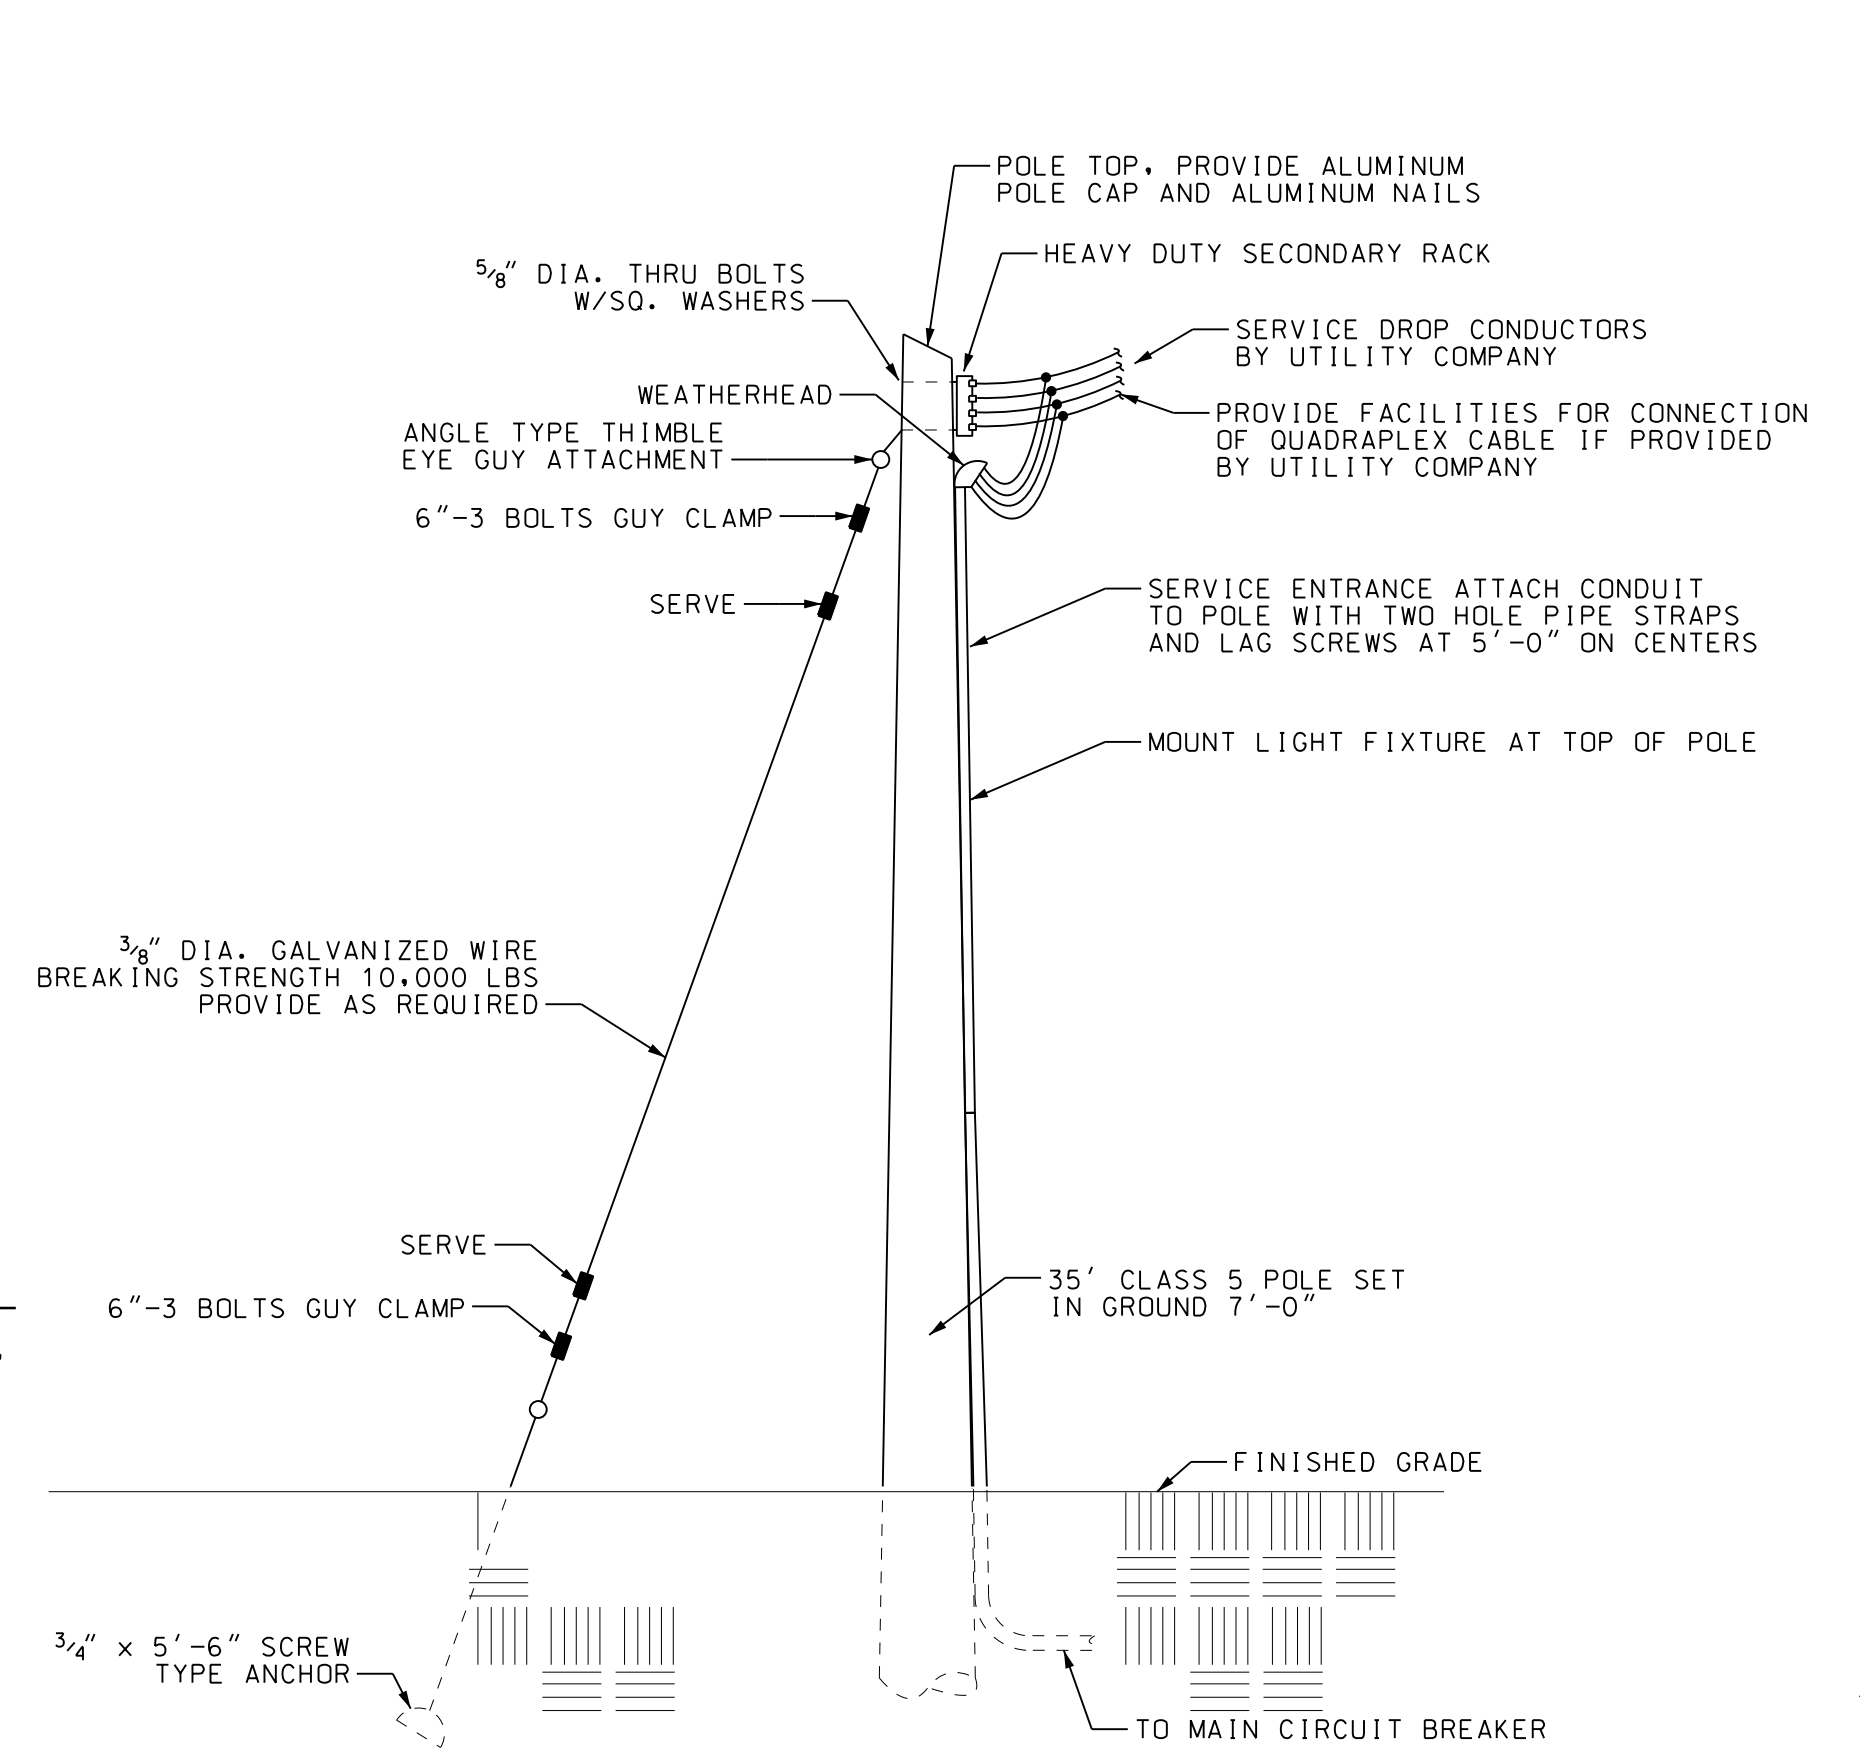 POLE TOP, PROVIDE ALUMINUM
POLE CAP AND ALUMINUM NAILS
HEAVY DUTY SECONDARY RACK
5/8" DIA. THRU BOLTS
W/SQ. WASHERS
SERVICE DROP CONDUCTORS
BY UTILITY COMPANY
WEATHERHEAD
PROVIDE FACILITIES FOR CONNECTION
OF QUADRAPLEX CABLE IF PROVIDED
BY UTILITY COMPANY
ANGLE TYPE THIMBLE
EYE GUY ATTACHMENT
6"-3 BOLTS GUY CLAMP
SERVE
SERVICE ENTRANCE ATTACH CONDUIT
TO POLE WITH TWO HOLE PIPE STRAPS
AND LAG SCREWS AT 5'-0" ON CENTERS
MOUNT LIGHT FIXTURE AT TOP OF POLE
3/8" DIA. GALVANIZED WIRE
BREAKING STRENGTH 10,000 LBS
PROVIDE AS REQUIRED
SERVE
6"-3 BOLTS GUY CLAMP
35' CLASS 5 POLE SET
IN GROUND 7'-0"
FINISHED GRADE
3/4" x 5'-6" SCREW
TYPE ANCHOR
TO MAIN CIRCUIT BREAKER